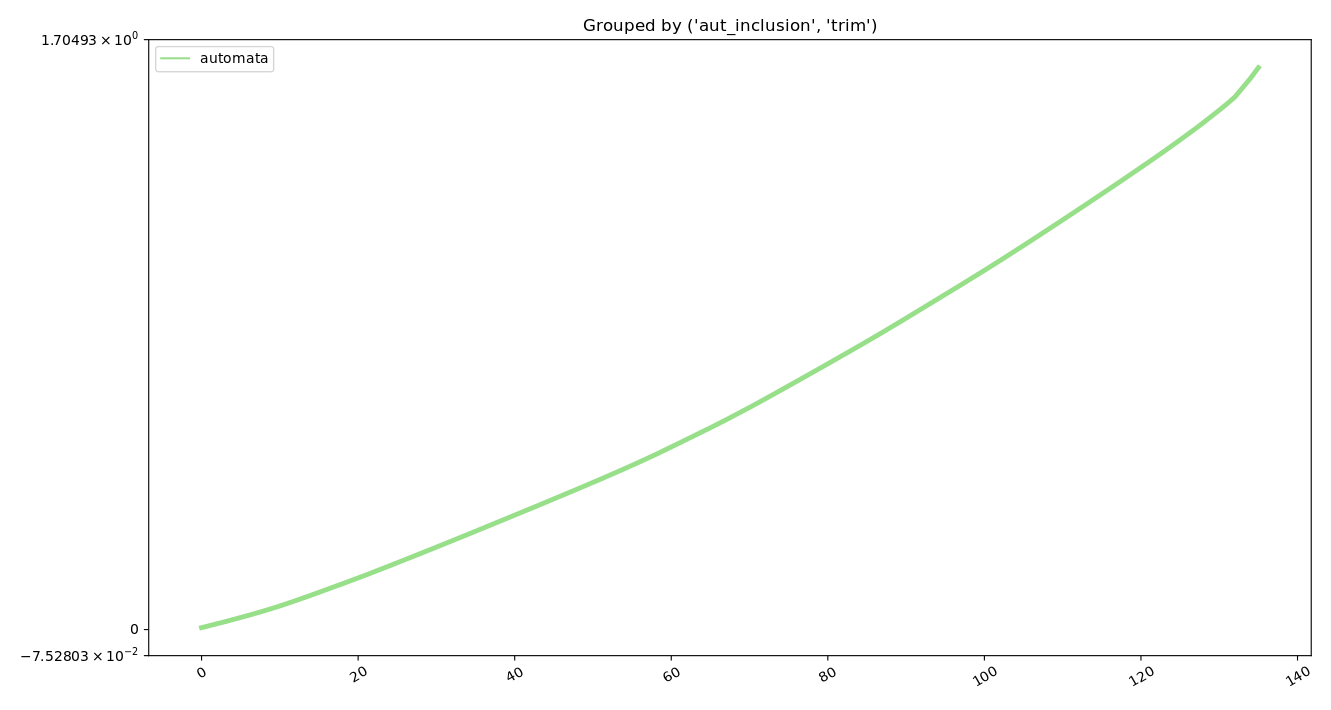 Grouped by ('aut_inclusion', 'trim')
1.70493 × 10⁰
automata
0
−7.52803 × 10⁻²
0 20 40 60 80 100 120 140